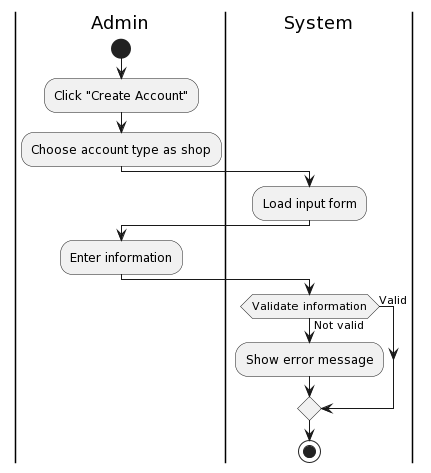 Admin
System
Click "Create Account"
Choose account type as shop
Load input form
Enter information
Validate information
Valid
Not valid
Show error message